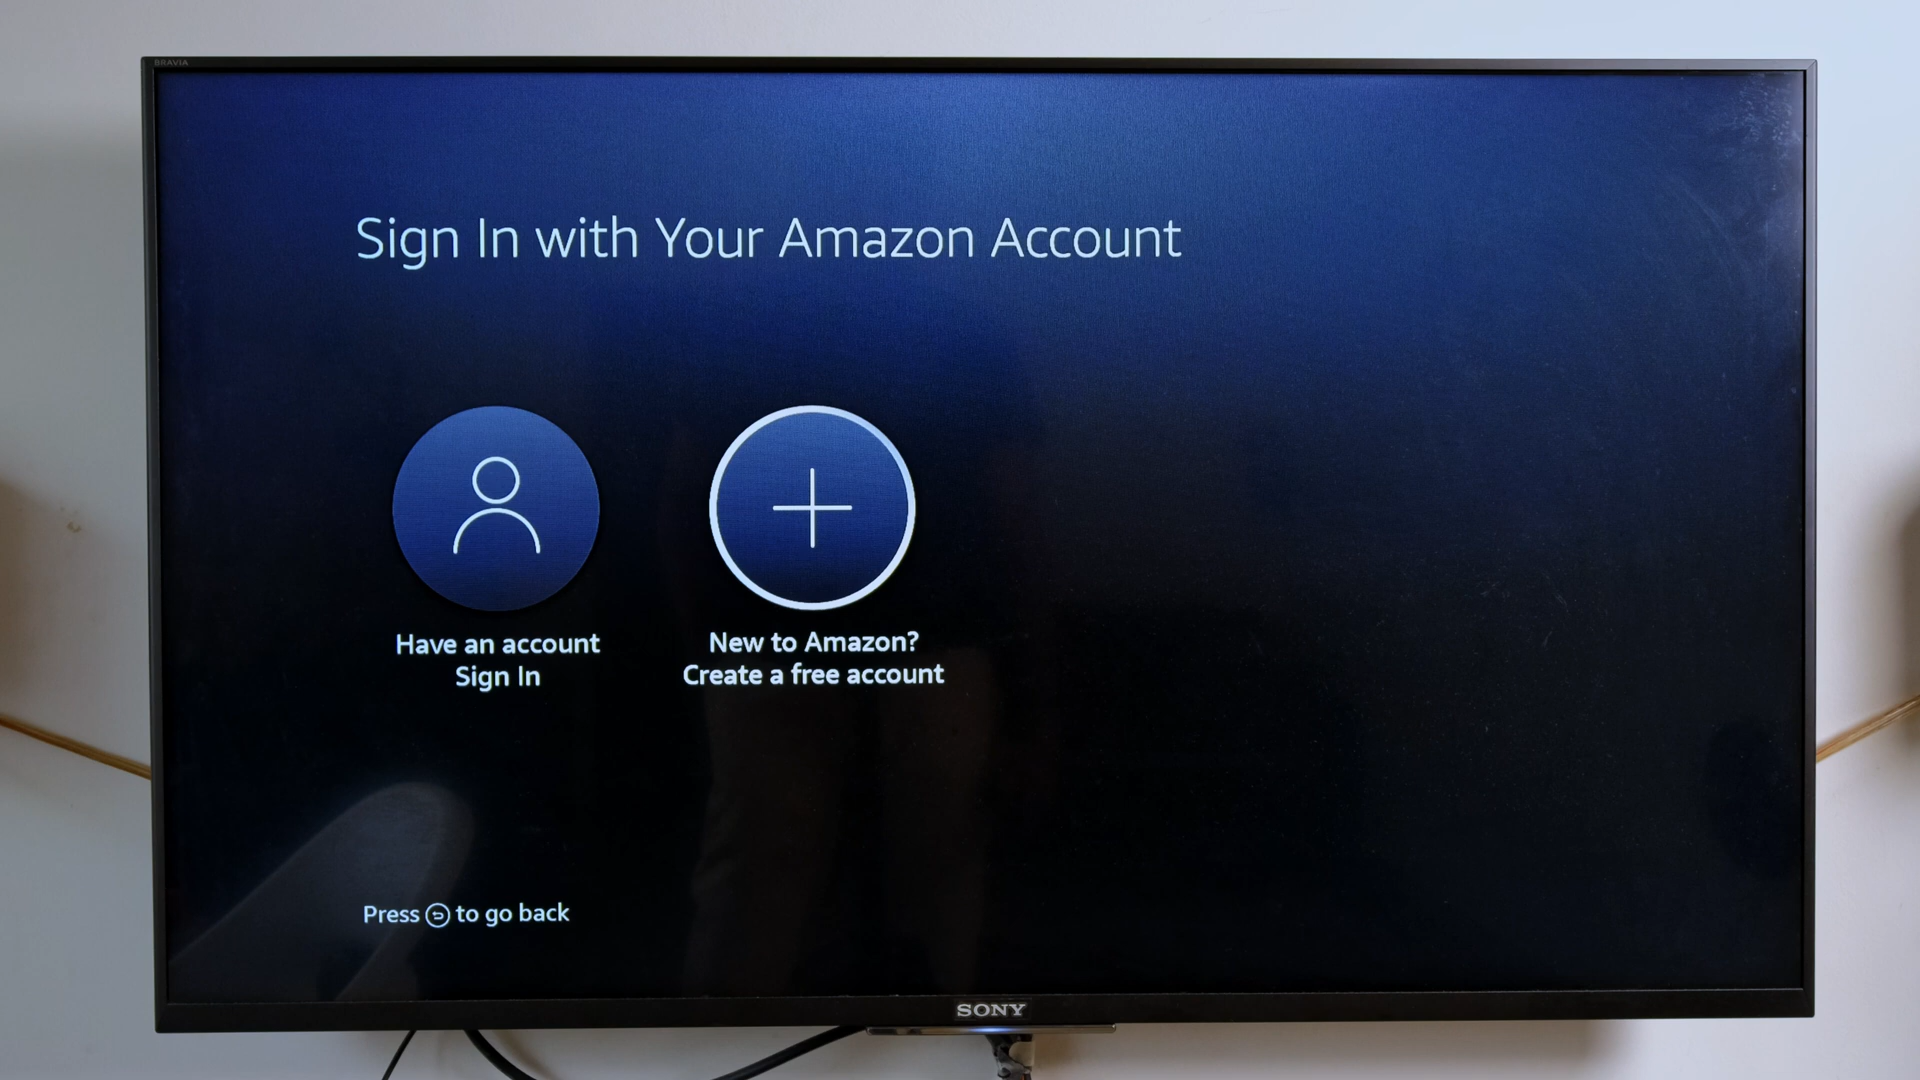 BRAVIA
Sign In with Your Amazon Account
Have an account
Sign In
New to Amazon?
Create a free account
Press to go back
SONY